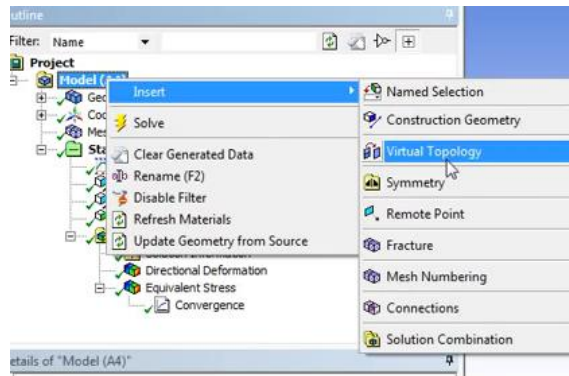 utline
Filter: Name
Project
Model (A4)
Insert
Named Selection
Geo
Construction Geometry
Coo
Solve
Mes
Virtual Topology
Sta
Clear Generated Data
Rename (F2)
Symmetry
Disable Filter
Remote Point
Refresh Materials
Fracture
Update Geometry from Source
Solution Information
Mesh Numbering
Directional Deformation
Equivalent Stress
Connections
Convergence
Solution Combination
etails of "Model (A4)"